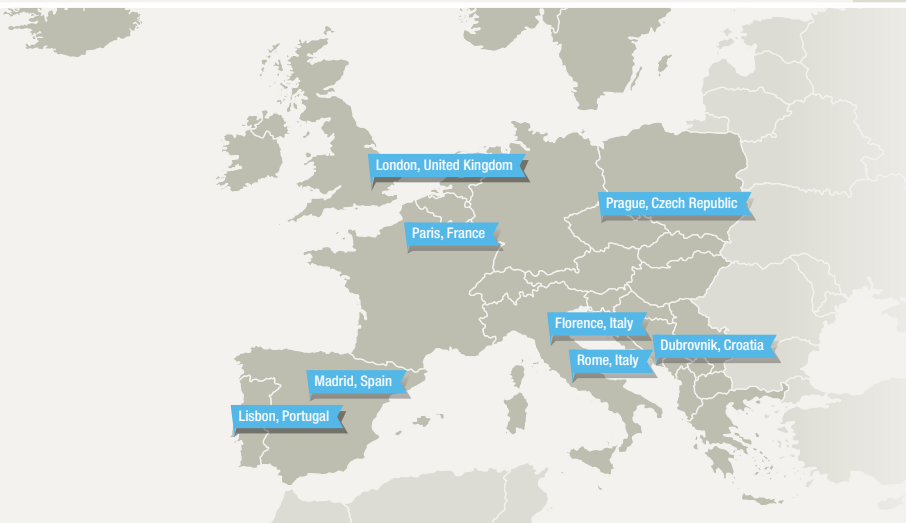 London, United Kingdom
Prague, Czech Republic
Paris, France
Florence, Italy
Dubrovnik, Croatia
Rome, Italy
Madrid, Spain
Lisbon, Portugal